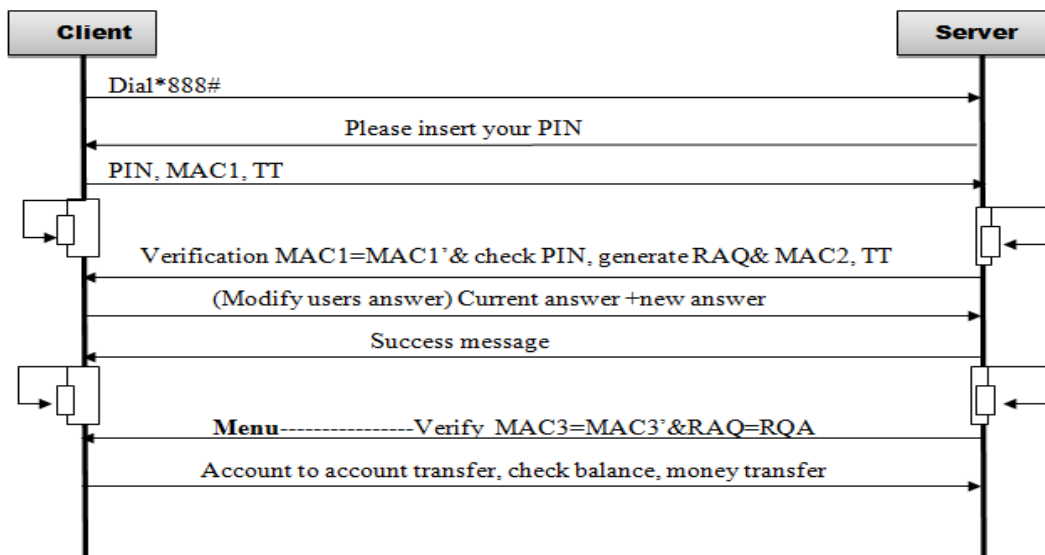 Client
Server
Dial*888#
Please insert your PIN
PIN, MAC1, TT
Verification MAC1=MAC1’& check PIN, generate RAQ& MAC2, TT
(Modify users answer) Current answer +new answer
Success message
Menu----------------Verify MAC3=MAC3’&RAQ=RQA
Account to account transfer, check balance, money transfer